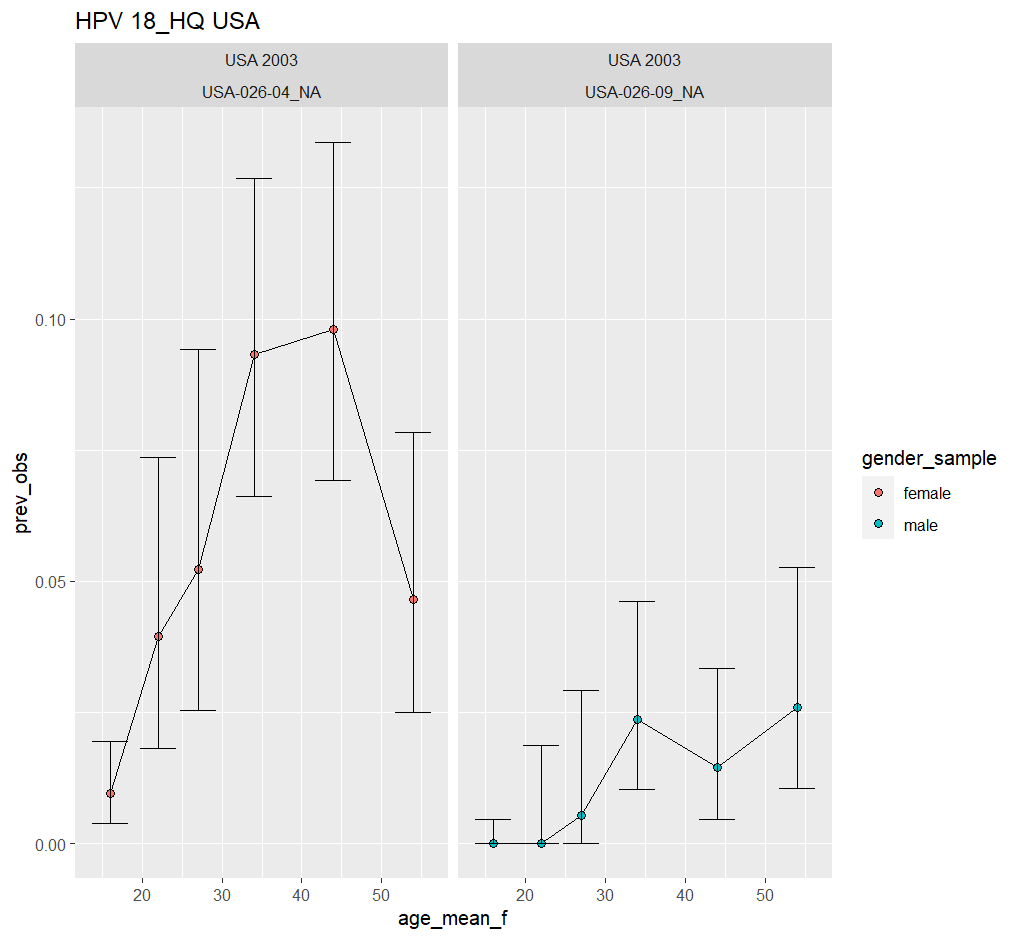 HPV 18_HQ USA
USA 2003
USA 2003
USA-026-04_NA
USA-026-09_NA
0.10
0.05
0.00
prev_obs
20
30
40
50
20
30
40
50
age_mean_f
gender_sample
female
male